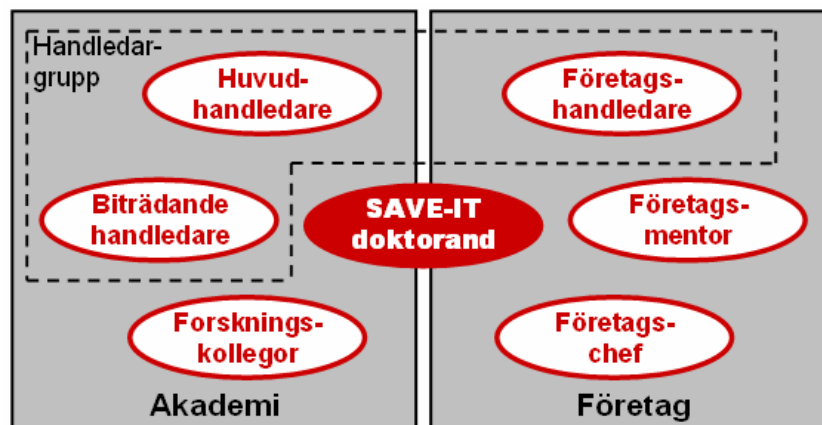 Handledar-
grupp
Huvud-
handledare
Företags-
handledare
Biträdande
handledare
SAVE-IT
doktorand
Företags-
mentor
Forsknings-
kollegor
Företags-
chef
Akademi
Företag